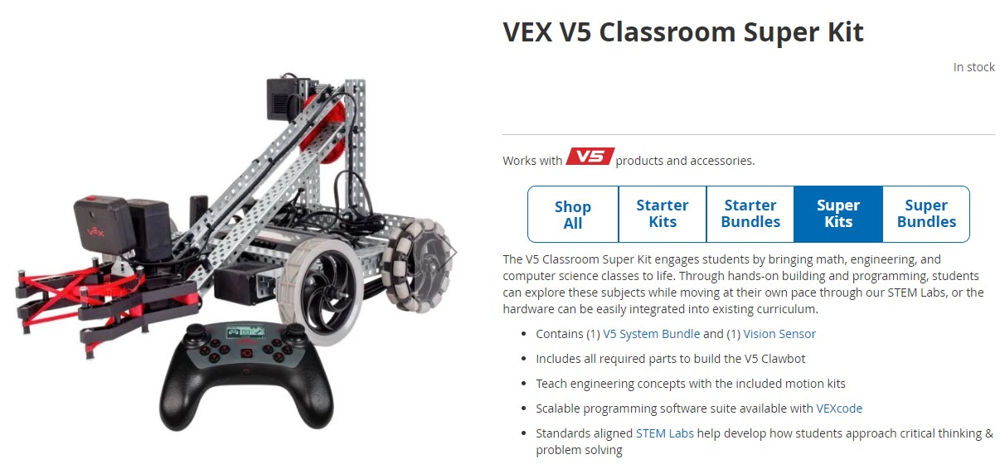 VEX V5 Classroom Super Kit
In stock
Works with V5 products and accessories.
Shop All
Starter Kits
Starter Bundles
Super Kits
Super Bundles
The V5 Classroom Super Kit engages students by bringing math, engineering, and
computer science classes to life. Through hands-on building and programming, students
can explore these subjects while moving at their own pace through our STEM Labs, or the
hardware can be easily integrated into existing curriculum.
• Contains (1) V5 System Bundle and (1) Vision Sensor
• Includes all required parts to build the V5 Clawbot
• Teach engineering concepts with the included motion kits
• Scalable programming software suite available with VEXcode
• Standards aligned STEM Labs help develop how students approach critical thinking &
problem solving
VEX